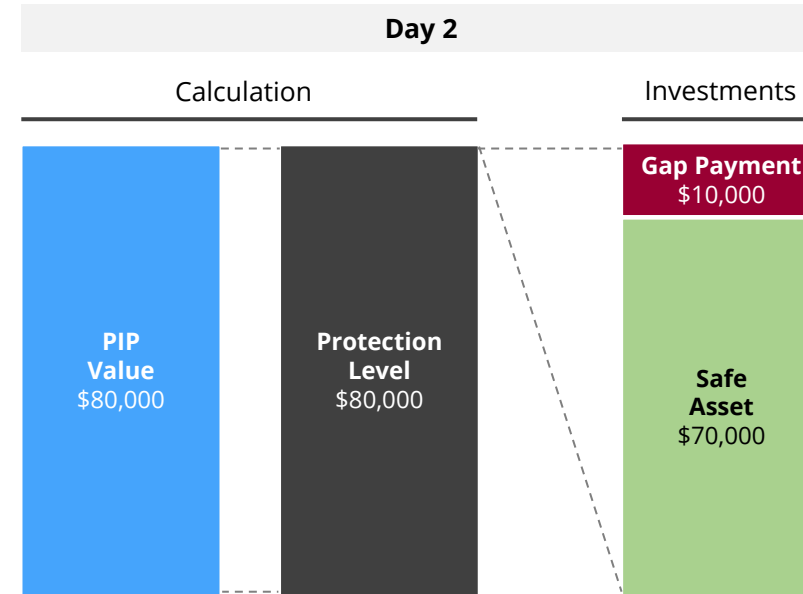 Day 2
Calculation
Investments
PIP
Value
$80,000
Protection
Level
$80,000
Gap Payment
$10,000
Safe
Asset
$70,000